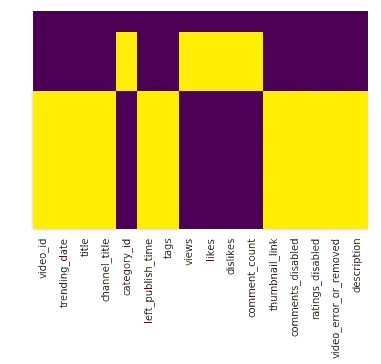 video_id
trending_date
title
channel_title
category_id
left_publish_time
tags
views
likes
dislikes
comment_count
thumbnail_link
comments_disabled
ratings_disabled
video_error_or_removed
description